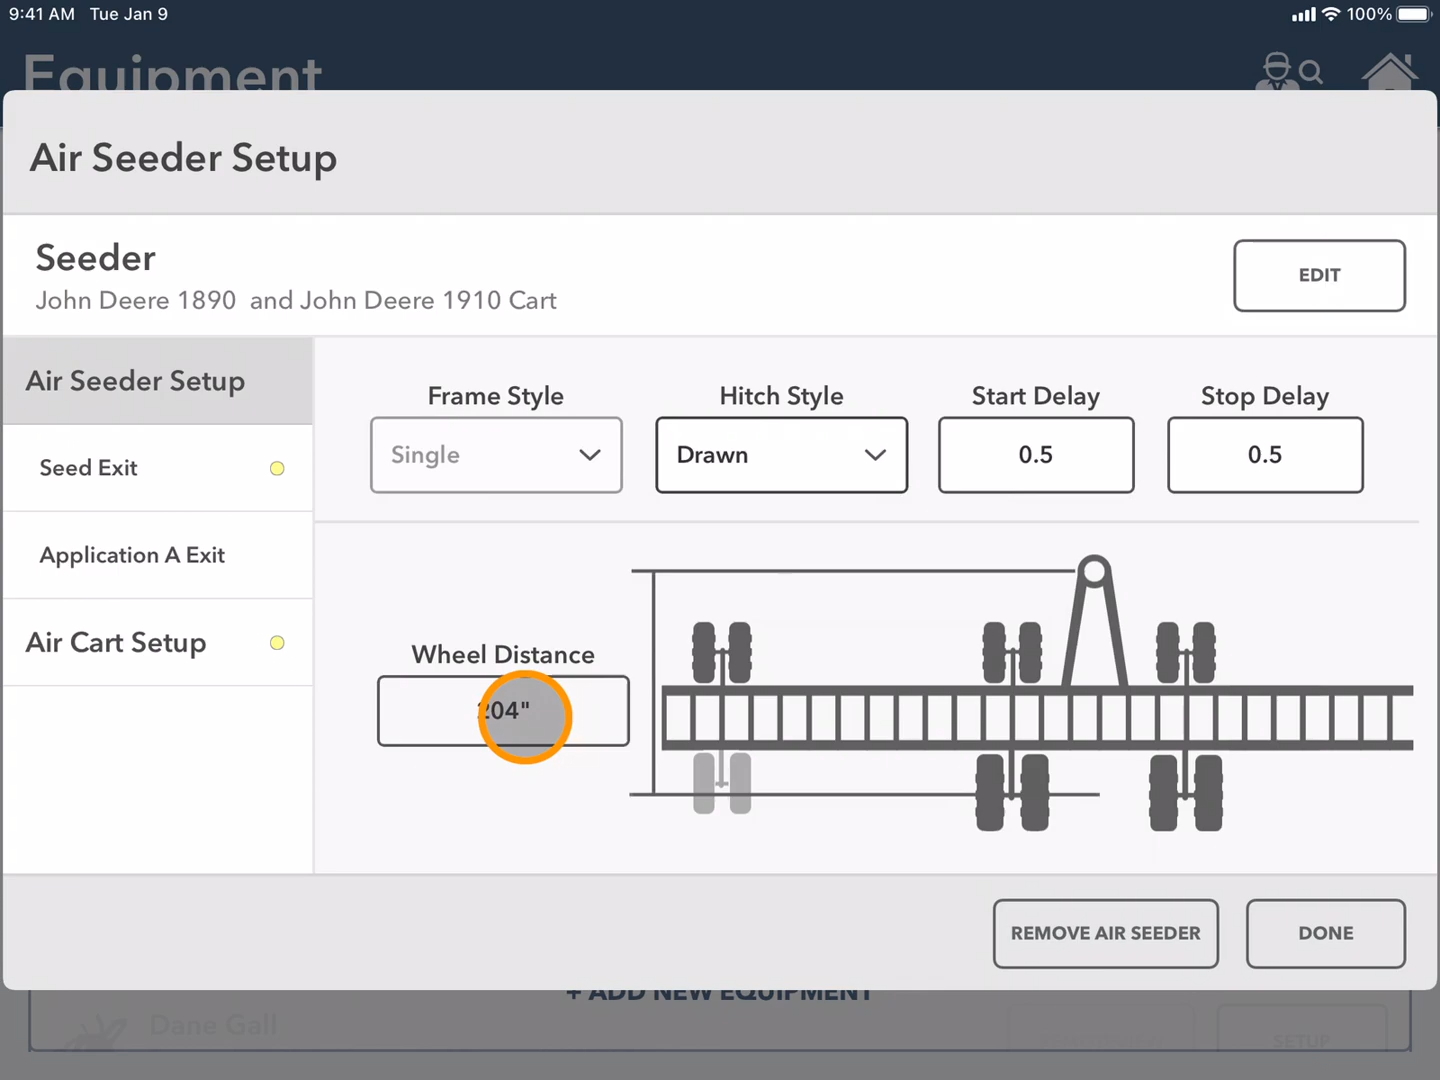 9:41 AM Tue Jan 9 100%
Equipment
Air Seeder Setup
Seeder
John Deere 1890 and John Deere 1910 Cart
EDIT
Air Seeder Setup
Seed Exit
Application A Exit
Air Cart Setup
Frame Style
Single
Hitch Style
Drawn
Start Delay
0.5
Stop Delay
0.5
Wheel Distance
204"
REMOVE AIR SEEDER
DONE
+ ADD NEW EQUIPMENT
Dane Gall
SETUP